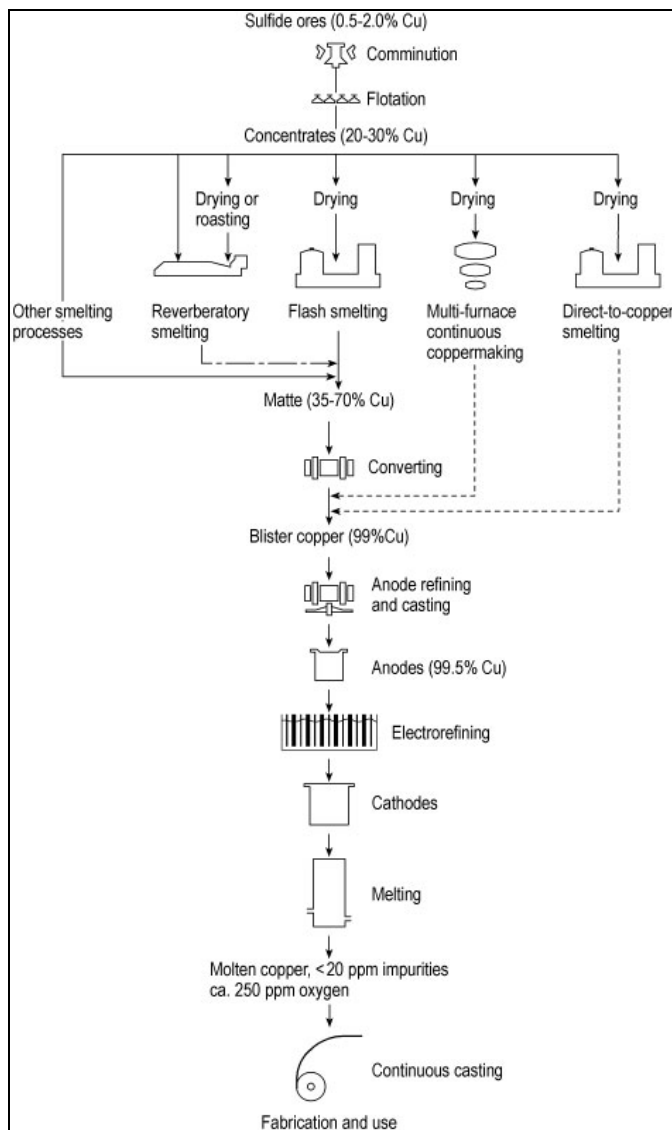 Sulfide ores (0.5-2.0% Cu)
Comminution
Flotation
Concentrates (20-30% Cu)
Drying or
roasting
Drying
Drying
Drying
Other smelting
processes
Reverberatory
smelting
Flash smelting
Multi-furnace
continuous
coppermaking
Direct-to-copper
smelting
Matte (35-70% Cu)
Converting
Blister copper (99%Cu)
Anode refining
and casting
Anodes (99.5% Cu)
Electrorefining
Cathodes
Melting
Molten copper, <20 ppm impurities
ca. 250 ppm oxygen
Continuous casting
Fabrication and use